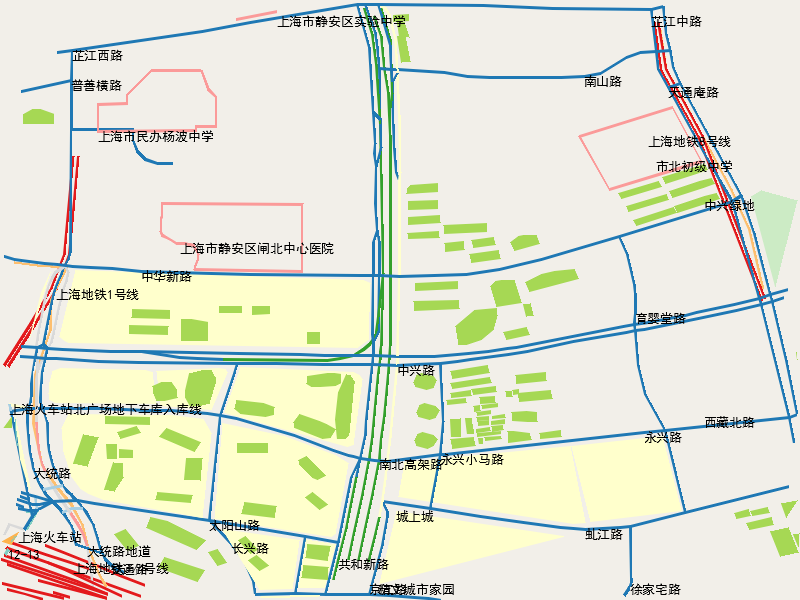 上海市静安区实验中学
芷江中路
芷江西路
南山路
普善横路
天通庵路
上海市民办杨波中学
上海地铁8号线
市北初级中学
中兴绿地
上海市静安区闸北中心医院
中华新路
上海地铁1号线
育婴堂路
中兴路
上海火车站北广场地下车库入库线
西藏北路
永兴路
南北高架路
永兴小马路
大统路
城上城
太阳山路
虬江路
上海火车站
长兴路
大统路地道
12-13
共和新路
徐家宅路